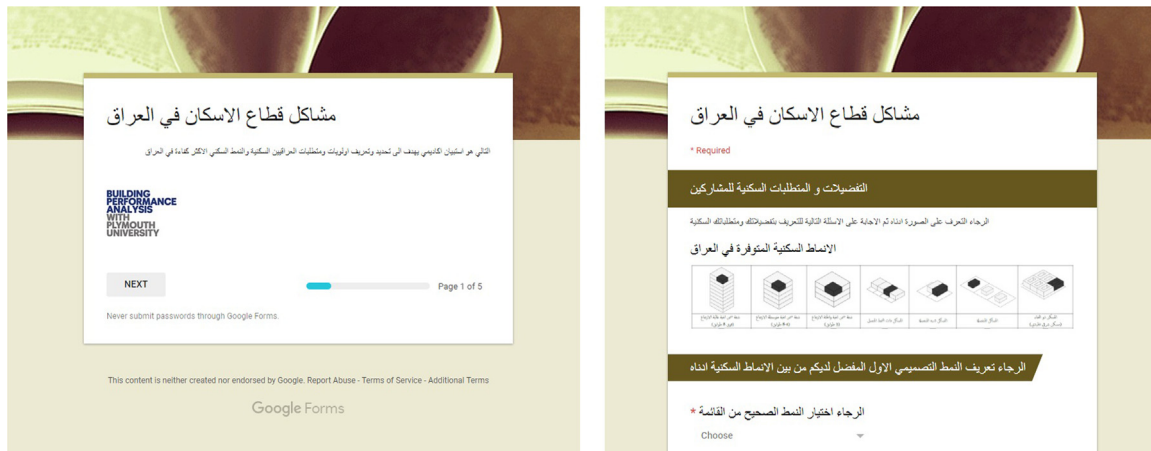 مشاكل قطاع الاسكان في العراق
التالي هو استبيان اكاديمي يهدف الى تحديد وتعريف اولويات ومتطلبات العراقيين السكنية والنمط السكني الاكثر كفاءة في العراق
BUILDING
PERFORMANCE
ANALYSIS
WITH
PLYMOUTH
UNIVERSITY
NEXT
Page 1 of 5
Never submit passwords through Google Forms.
This content is neither created nor endorsed by Google. Report Abuse - Terms of Service - Additional Terms
Google Forms
مشاكل قطاع الاسكان في العراق
* Required
التفضيلات و المتطلبات السكنية للمشاركين
الرجاء التعرف على الصورة ادناه ثم الاجابة على الاسئلة التالية للتعريف بتفضيلاتك ومتطلباتك السكنية
الانماط السكنية المتوفرة في العراق
الرجاء تعريف النمط التصميمي الاول المفضل لديكم من بين الانماط السكنية ادناه
الرجاء اختيار النمط الصحيح من القائمة *
Choose